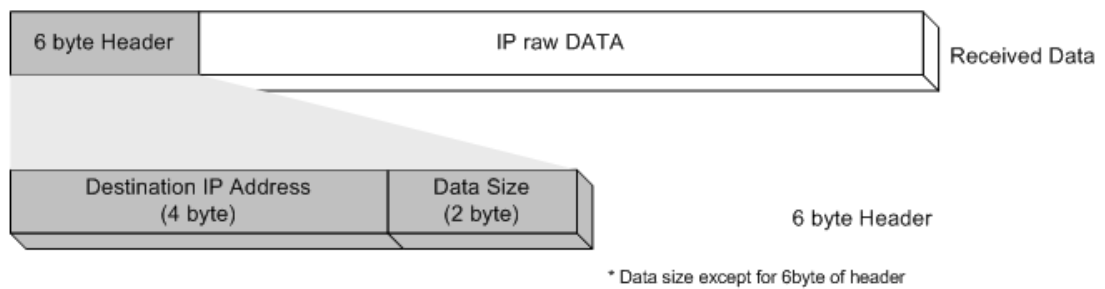 6 byte Header
IP raw DATA
Received Data
Destination IP Address
(4 byte)
Data Size
(2 byte)
6 byte Header
* Data size except for 6byte of header